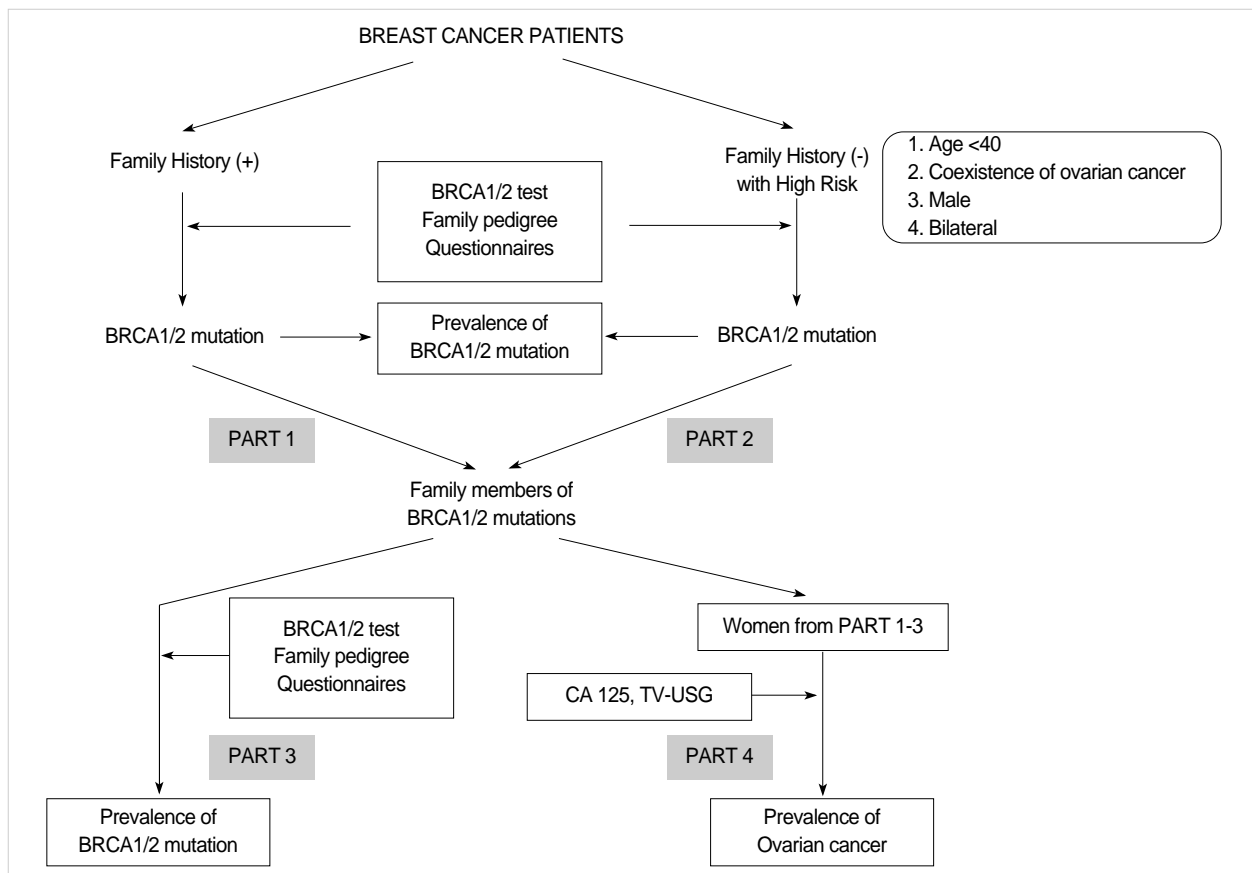 BREAST CANCER PATIENTS
Family History (+)
Family History (-)
with High Risk
1. Age <40
2. Coexistence of ovarian cancer
3. Male
4. Bilateral
BRCA1/2 test
Family pedigree
Questionnaires
BRCA1/2 mutation
Prevalence of
BRCA1/2 mutation
BRCA1/2 mutation
PART 1
PART 2
Family members of
BRCA1/2 mutations
BRCA1/2 test
Family pedigree
Questionnaires
Women from PART 1-3
CA 125, TV-USG
PART 3
PART 4
Prevalence of
BRCA1/2 mutation
Prevalence of
Ovarian cancer